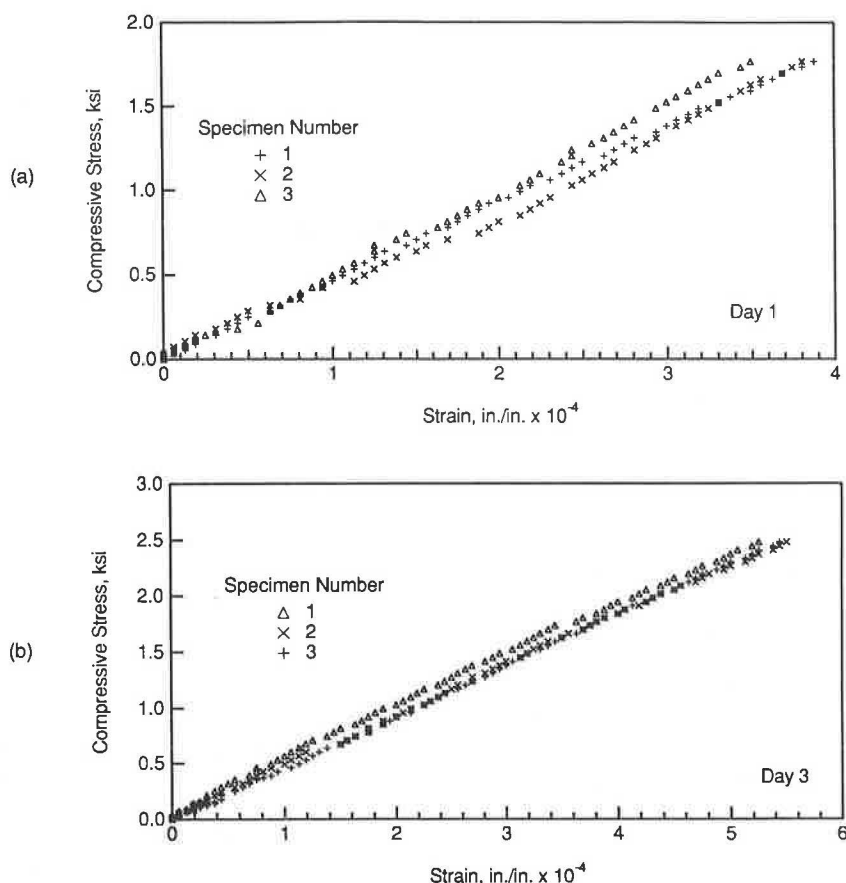 (a)
Compressive Stress, ksi
2.0
1.5
1.0
0.5
0.0
Specimen Number
+ 1
× 2
△ 3
Day 1
0 1 2 3 4
Strain, in./in. x 10⁻⁴
(b)
Compressive Stress, ksi
3.0
2.5
2.0
1.5
1.0
0.5
0.0
Specimen Number
△ 1
× 2
+ 3
Day 3
0 1 2 3 4 5 6
Strain, in./in. x 10⁻⁴